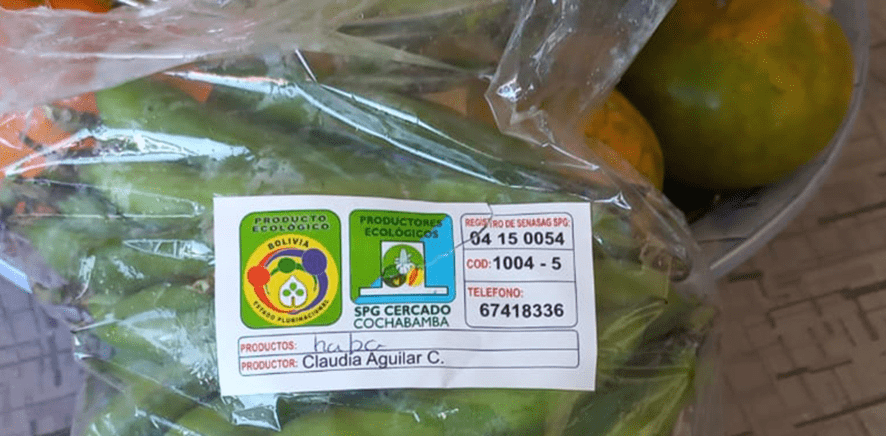 PRODUCTO
ECOLÓGICO
BOLIVIA
ESTADO PLURINACIONAL
PRODUCTORES
ECOLÓGICOS
SPG CERCADO
COCHABAMBA
REGISTRO DE SENASAG SPG:
04 15 0054
COD: 1004 - 5
TELEFONO:
67418336
PRODUCTOS: haba
PRODUCTOR: Claudia Aguilar C.